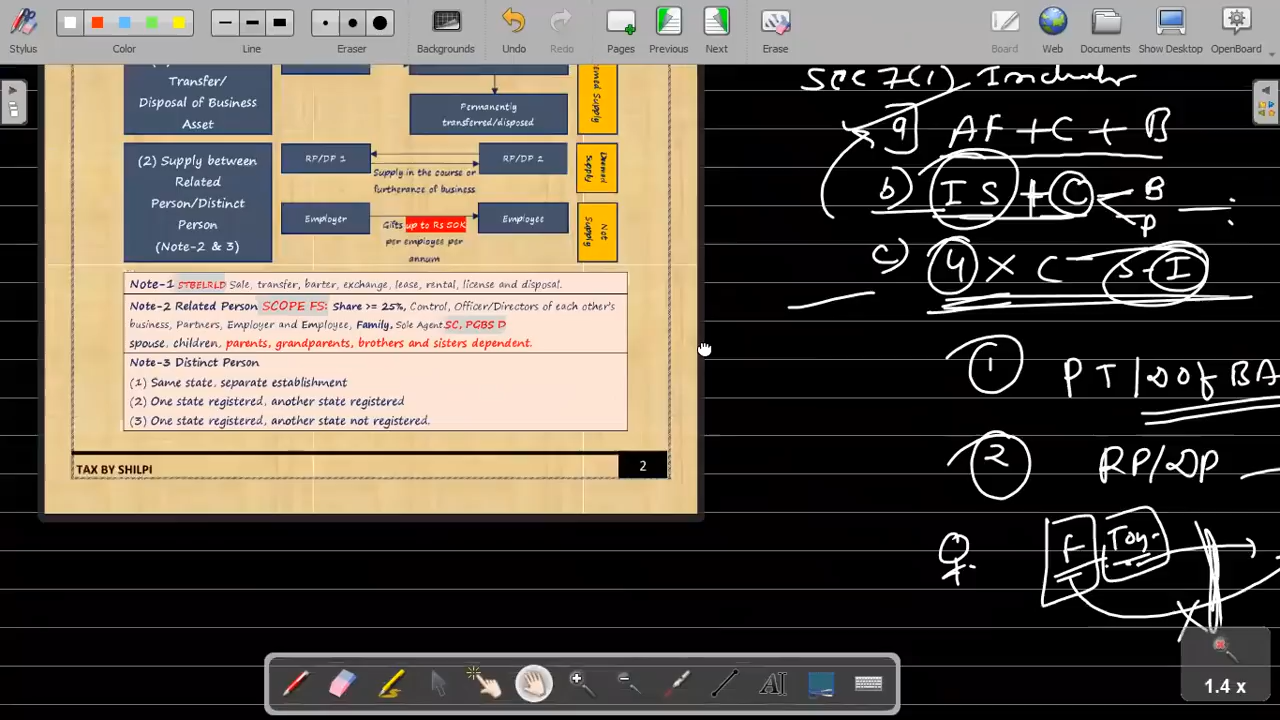 Stylus
Color
Line
Eraser
Backgrounds
Undo
Redo
Pages
Previous
Next
Erase
Board
Web
Documents
Show Desktop
OpenBoard
Transfer/
Disposal of Business
Asset
Permanently
transferred/disposed
Deemed Supply
(2) Supply between
Related
Person/Distinct
Person
(Note-2 & 3)
RP/DP 1
RP/DP 2
Supply in the course or
furtherance of business
Deemed
Supply
Employer
Gifts up to Rs 50K
per employee per
annum
Employee
Not
Supply
Note-1 STBELRLD Sale, transfer, barter, exchange, lease, rental, license and disposal.
Note-2 Related Person SCOPE FS: Share >= 25%, Control, Officer/Directors of each other's
business, Partners, Employer and Employee, Family, Sole Agent.SC, PGBS D
spouse, children, parents, grandparents, brothers and sisters dependent.
Note-3 Distinct Person
(1) Same state, separate establishment
(2) One state registered, another state registered
(3) One state registered, another state not registered.
TAX BY SHILPI
2
Sec 7(1) Includes
a) AF + C + B
b) IS + C B
P
c) 4 X C S-I
1 PT/D of BA
2 RP/DP
F Toy
X
1.4 x